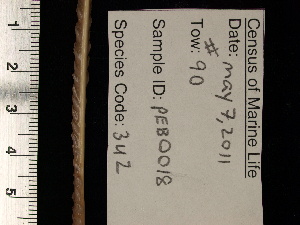 Census of Marine Life
Date: may 7, 2011
Tow: # 90
Sample ID: PEBO018
Species Code: 342
1
2
3
4
5